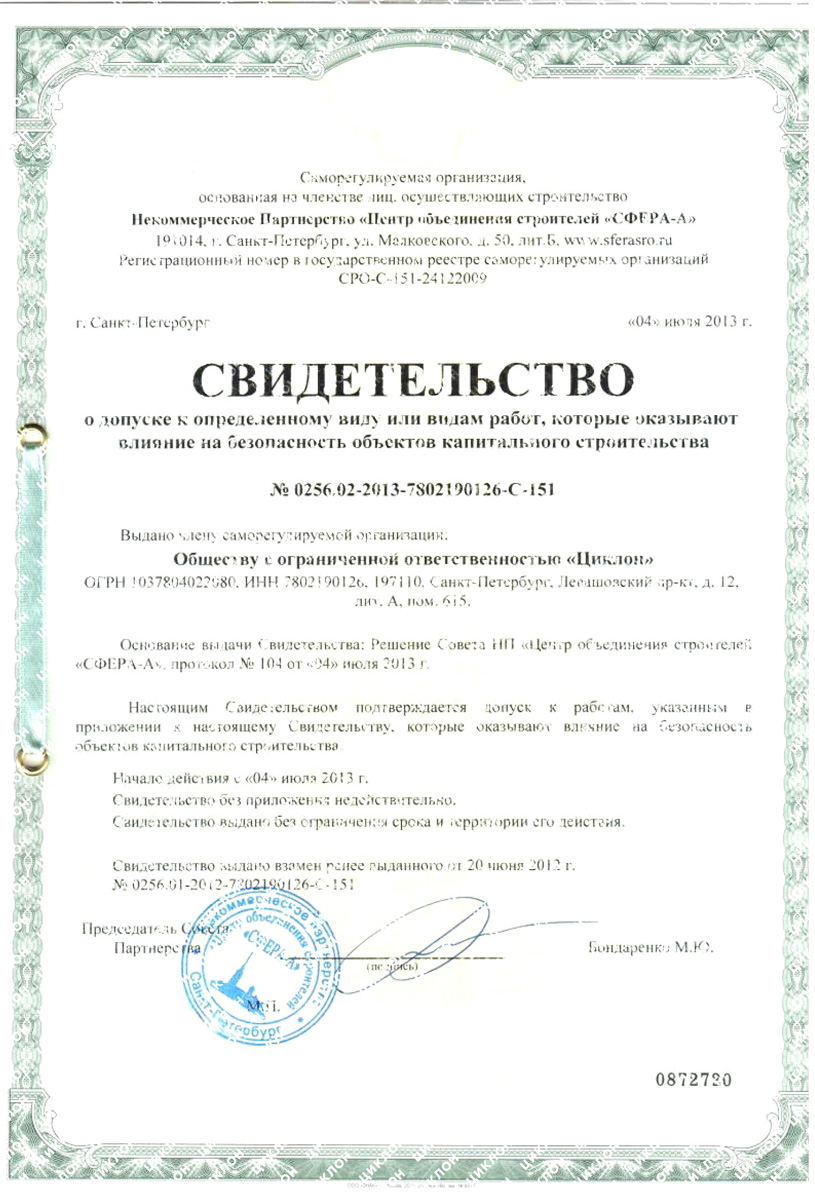 Саморегулируемая организация,
основанная на членстве лиц, осуществляющих строительство
Некоммерческое Партнерство «Центр объединения строителей «СФЕРА-А»
191014, г. Санкт-Петербург, ул. Маяковского, д. 50, лит.Б, www.sferasro.ru
Регистрационный номер в государственном реестре саморегулируемых организаций
СРО-С-151-24122009
г. Санкт-Петербург «04» июля 2013 г.
СВИДЕТЕЛЬСТВО
о допуске к определенному виду или видам работ, которые оказывают
влияние на безопасность объектов капитального строительства
№ 0256.02-2013-7802190126-С-151
Выдано члену саморегулируемой организации.
Обществу с ограниченной ответственностью «Циклон»
ОГРН 1037804022680, ИНН 7802190126, 197110, Санкт-Петербург, Левашовский пр-кт, д. 12,
лит. А, пом. 615.
Основание выдачи Свидетельства: Решение Совета НП «Центр объединения строителей
«СФЕРА-А», протокол № 104 от «04» июля 2013 г.
Настоящим Свидетельством подтверждается допуск к работам, указанным в
приложении к настоящему Свидетельству, которые оказывают влияние на безопасность
объектов капитального строительства
Начало действия с «04» июля 2013 г.
Свидетельство без приложения недействительно.
Свидетельство выдано без ограничения срока и территории его действия.
Свидетельство выдано взамен ранее выданного от 20 июня 2012 г.
№ 0256.01-2012-7802190126-С-151
Председатель Совета
Партнерства
Бондаренко М.Ю.
(подпись)
Некоммерческое партнерство
Центр объединения строителей
«СФЕРА-А»
Санкт-Петербург
М.П.
0872730